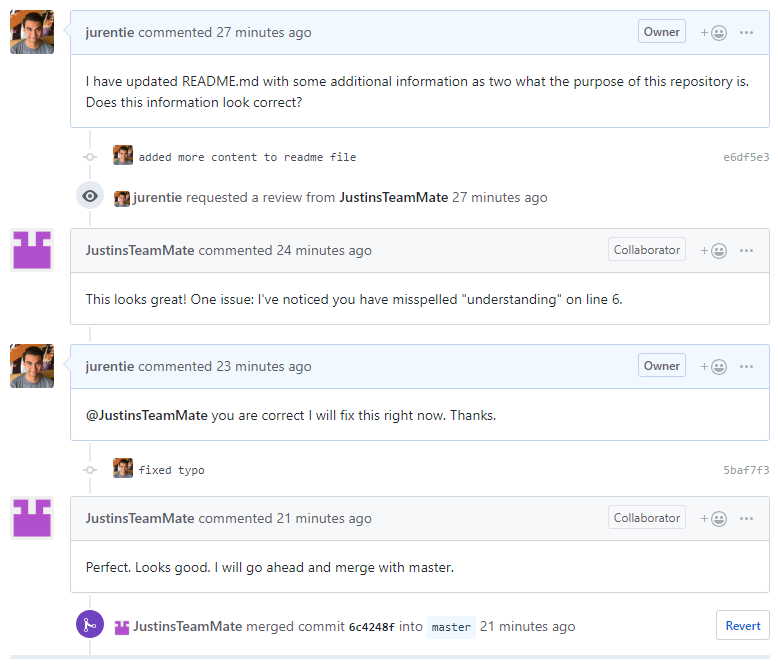 jurentie commented 27 minutes ago Owner
I have updated README.md with some additional information as two what the purpose of this repository is.
Does this information look correct?
added more content to readme file e6df5e3
jurentie requested a review from JustinsTeamMate 27 minutes ago
JustinsTeamMate commented 24 minutes ago Collaborator
This looks great! One issue: I've noticed you have misspelled "understanding" on line 6.
jurentie commented 23 minutes ago Owner
@JustinsTeamMate you are correct I will fix this right now. Thanks.
fixed typo 5baf7f3
JustinsTeamMate commented 21 minutes ago Collaborator
Perfect. Looks good. I will go ahead and merge with master.
JustinsTeamMate merged commit 6c4248f into master 21 minutes ago Revert